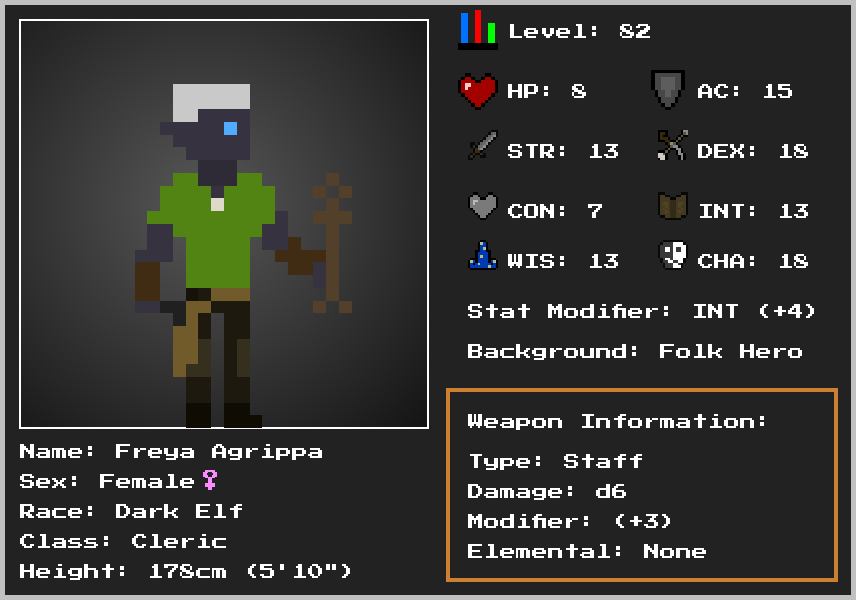 Level: 82
HP: 8
AC: 15
STR: 13
DEX: 18
CON: 7
INT: 13
WIS: 13
CHA: 18
Stat Modifier: INT (+4)
Background: Folk Hero
Weapon Information:
Type: Staff
Damage: d6
Modifier: (+3)
Elemental: None
Name: Freya Agrippa
Sex: Female♀
Race: Dark Elf
Class: Cleric
Height: 178cm (5'10")